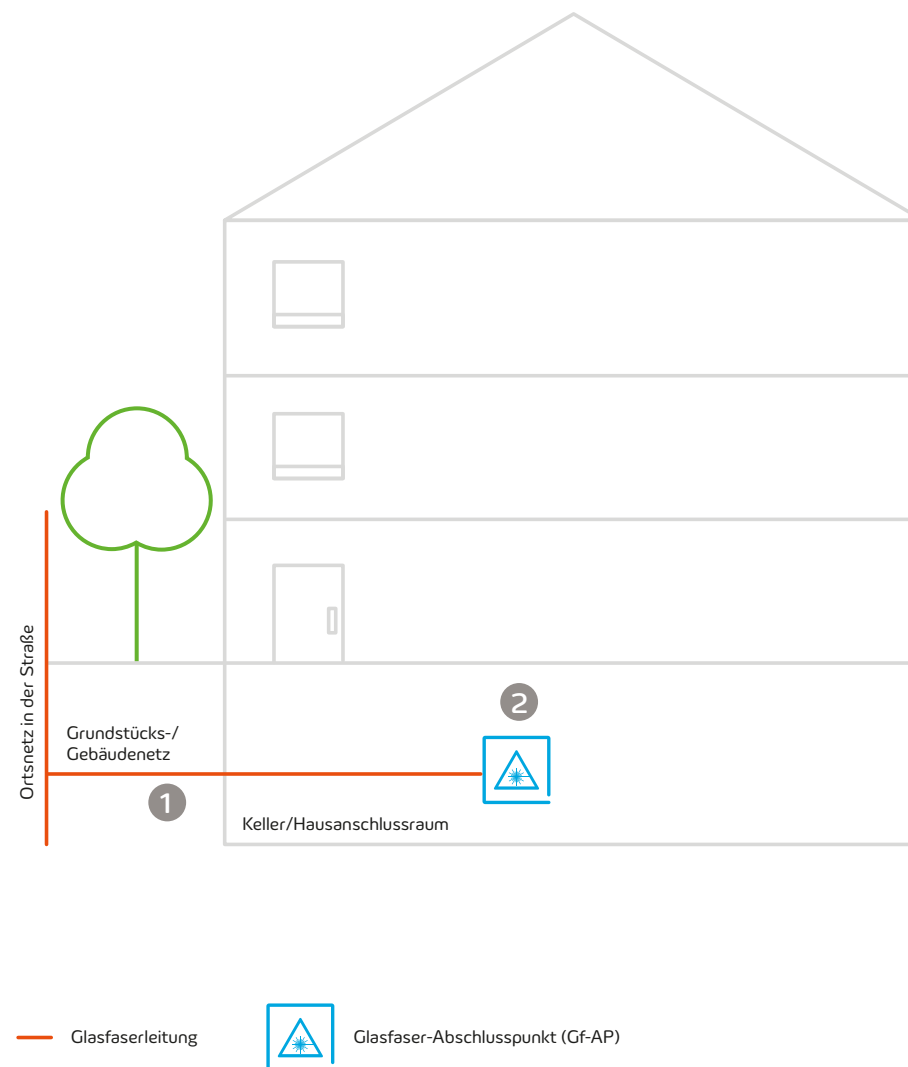 2
Ortsnetz in der Straße
Grundstücks-/
Gebäudenetz
1
Keller/Hausanschlussraum
Glasfaserleitung
Glasfaser-Abschlusspunkt (Gf-AP)